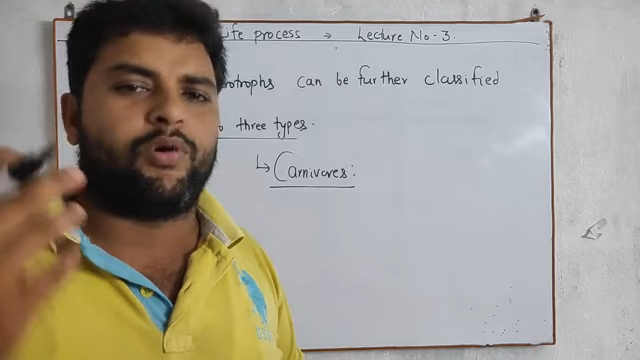 ife process → Lecture No - 3.
otrophs can be further classified
o three types.
↳ Carnivores: